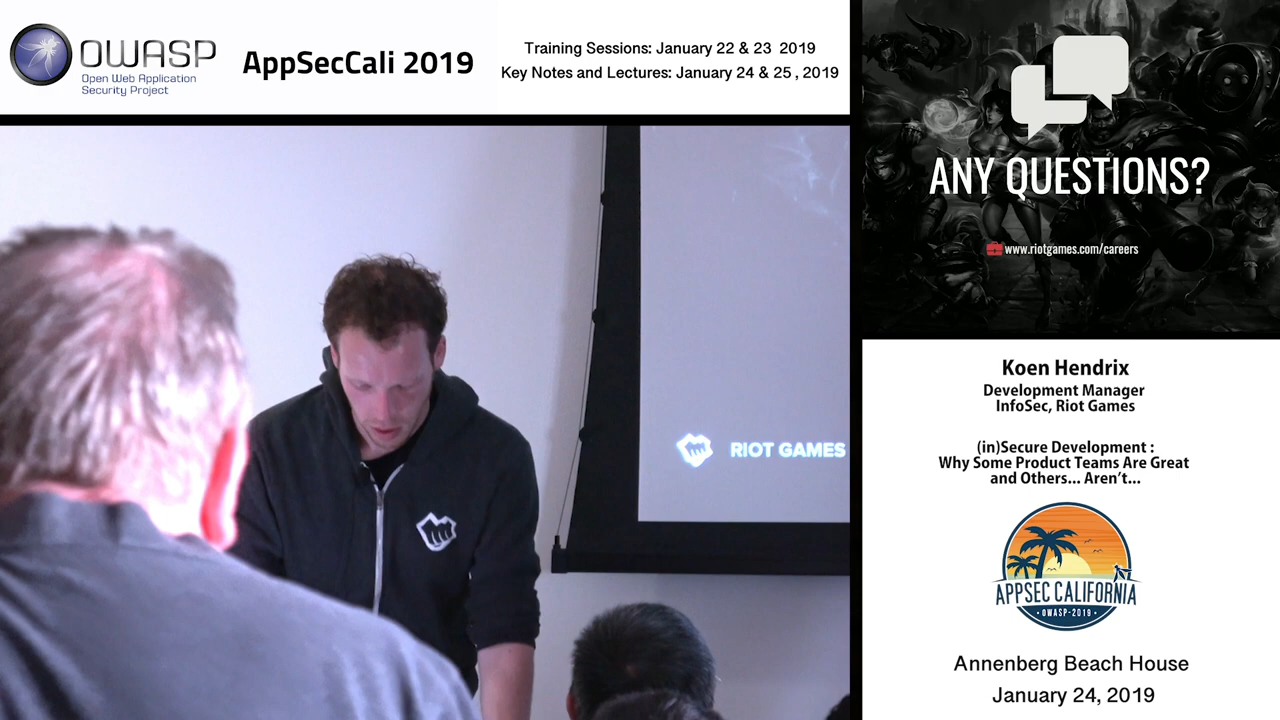 OWASP
Open Web Application
Security Project
AppSecCali 2019
Training Sessions: January 22 & 23 2019
Key Notes and Lectures: January 24 & 25 , 2019
ANY QUESTIONS?
www.riotgames.com/careers
RIOT GAMES
Koen Hendrix
Development Manager
InfoSec, Riot Games
(in)Secure Development :
Why Some Product Teams Are Great
and Others... Aren't...
APPSEC CALIFORNIA
• OWASP-2019 •
Annenberg Beach House
January 24, 2019